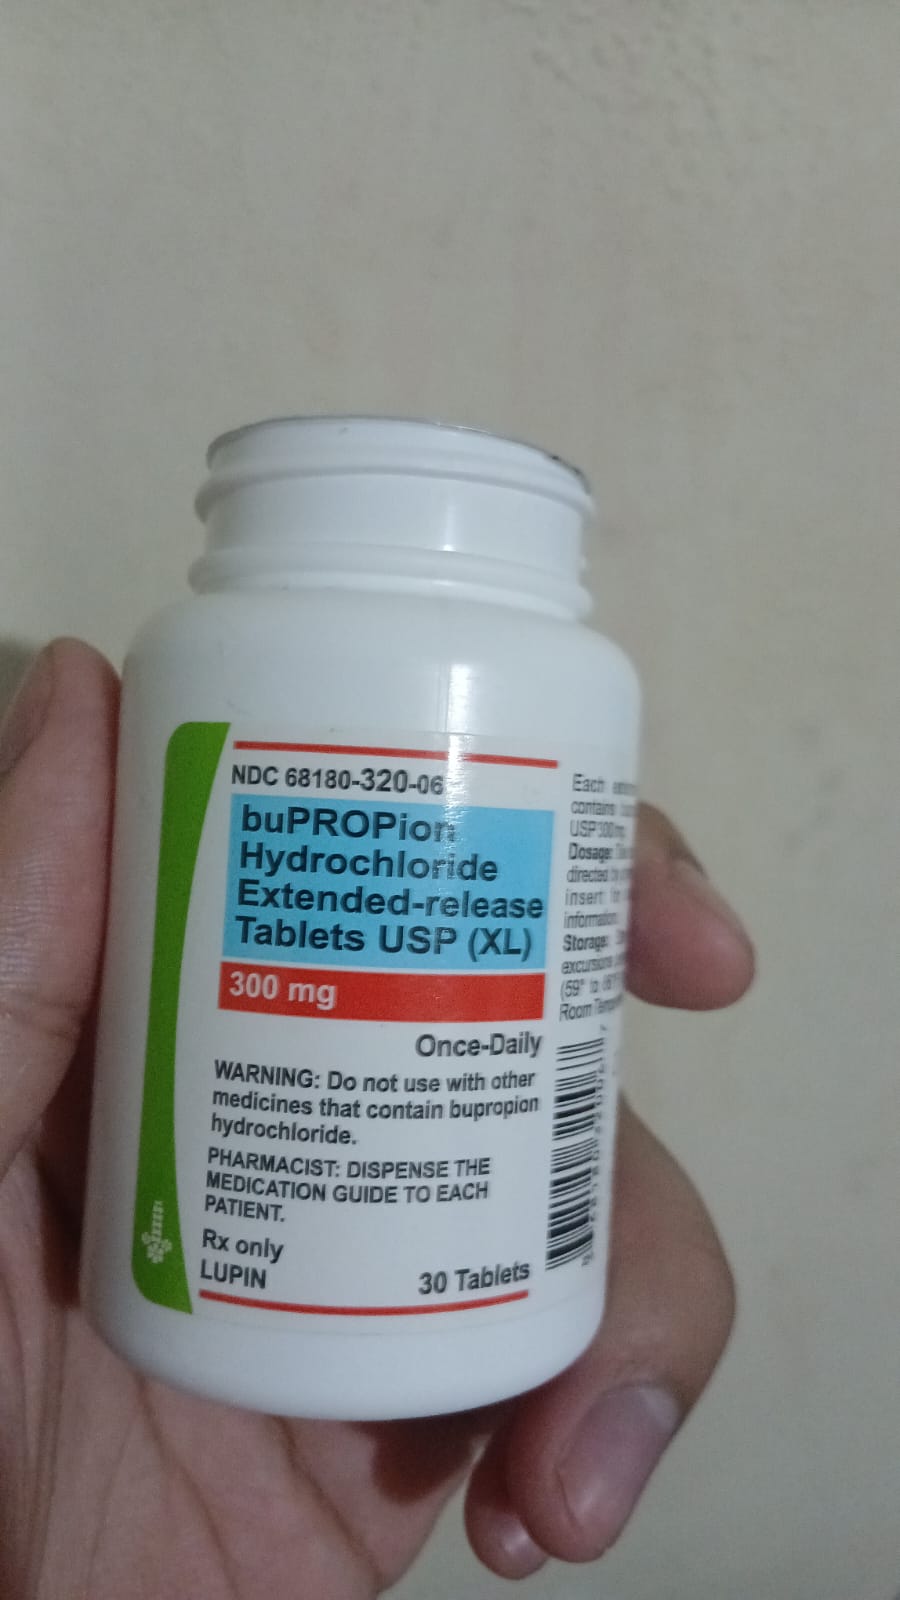 NDC 68180-320-06
buPROPion
Hydrochloride
Extended-release
Tablets USP (XL)
300 mg
Once-Daily
WARNING: Do not use with other
medicines that contain bupropion
hydrochloride.
PHARMACIST: DISPENSE THE
MEDICATION GUIDE TO EACH
PATIENT.
Rx only
LUPIN
30 Tablets
Each
contains
USP
Dosage:
directed
insert
information.
Storage:
excursions
(59° to
Room